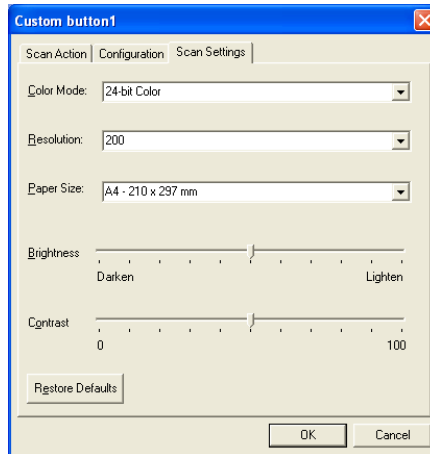 Custom button1
Scan Action Configuration Scan Settings
Color Mode: 24-bit Color
Resolution: 200
Paper Size: A4 - 210 x 297 mm
Brightness
Darken Lighten
Contrast
0 100
Restore Defaults
OK Cancel